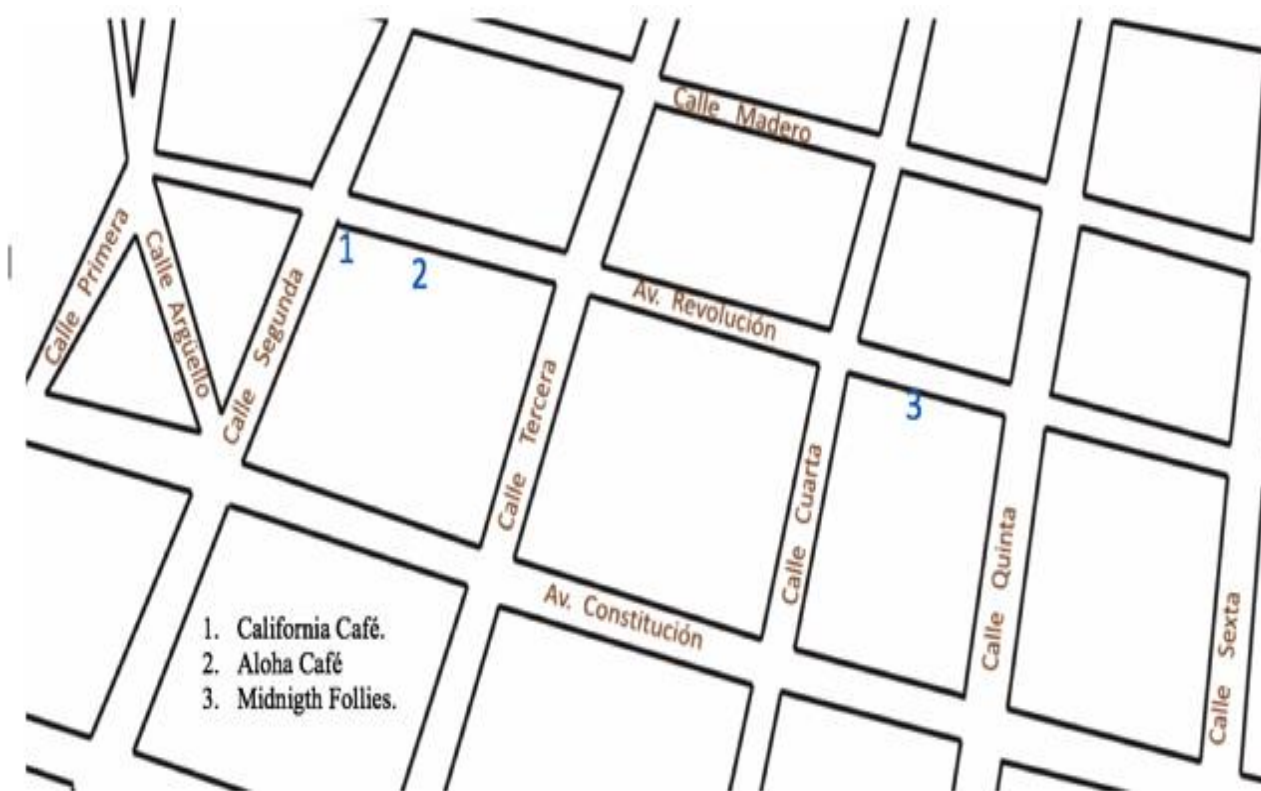 Calle Madero
Calle Primera
Calle Argüello
Calle Segunda
1
2
Av. Revolución
Calle Tercera
3
Calle Cuarta
Calle Quinta
Av. Constitución
Calle Sexta
1. California Café.
2. Aloha Café
3. Midnigth Follies.